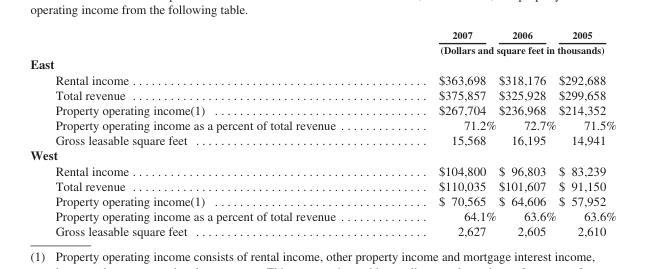 operating income from the following table.
2007 2006 2005
(Dollars and square feet in thousands)
East
Rental income . . . . . . . . . . . . . . . . . . . . . . . . . . . . . . . . . . . . . . . . . . . . . . . $363,698 $318,176 $292,688
Total revenue . . . . . . . . . . . . . . . . . . . . . . . . . . . . . . . . . . . . . . . . . . . . . . . $375,857 $325,928 $299,658
Property operating income(1) . . . . . . . . . . . . . . . . . . . . . . . . . . . . . . . . . . . $267,704 $236,968 $214,352
Property operating income as a percent of total revenue . . . . . . . . . . . . . . 71.2% 72.7% 71.5%
Gross leasable square feet . . . . . . . . . . . . . . . . . . . . . . . . . . . . . . . . . . . . . 15,568 16,195 14,941
West
Rental income . . . . . . . . . . . . . . . . . . . . . . . . . . . . . . . . . . . . . . . . . . . . . . . $104,800 $ 96,803 $ 83,239
Total revenue . . . . . . . . . . . . . . . . . . . . . . . . . . . . . . . . . . . . . . . . . . . . . . . $110,035 $101,607 $ 91,150
Property operating income(1) . . . . . . . . . . . . . . . . . . . . . . . . . . . . . . . . . . . $ 70,565 $ 64,606 $ 57,952
Property operating income as a percent of total revenue . . . . . . . . . . . . . . 64.1% 63.6% 63.6%
Gross leasable square feet . . . . . . . . . . . . . . . . . . . . . . . . . . . . . . . . . . . . . 2,627 2,605 2,610
(1) Property operating income consists of rental income, other property income and mortgage interest income,